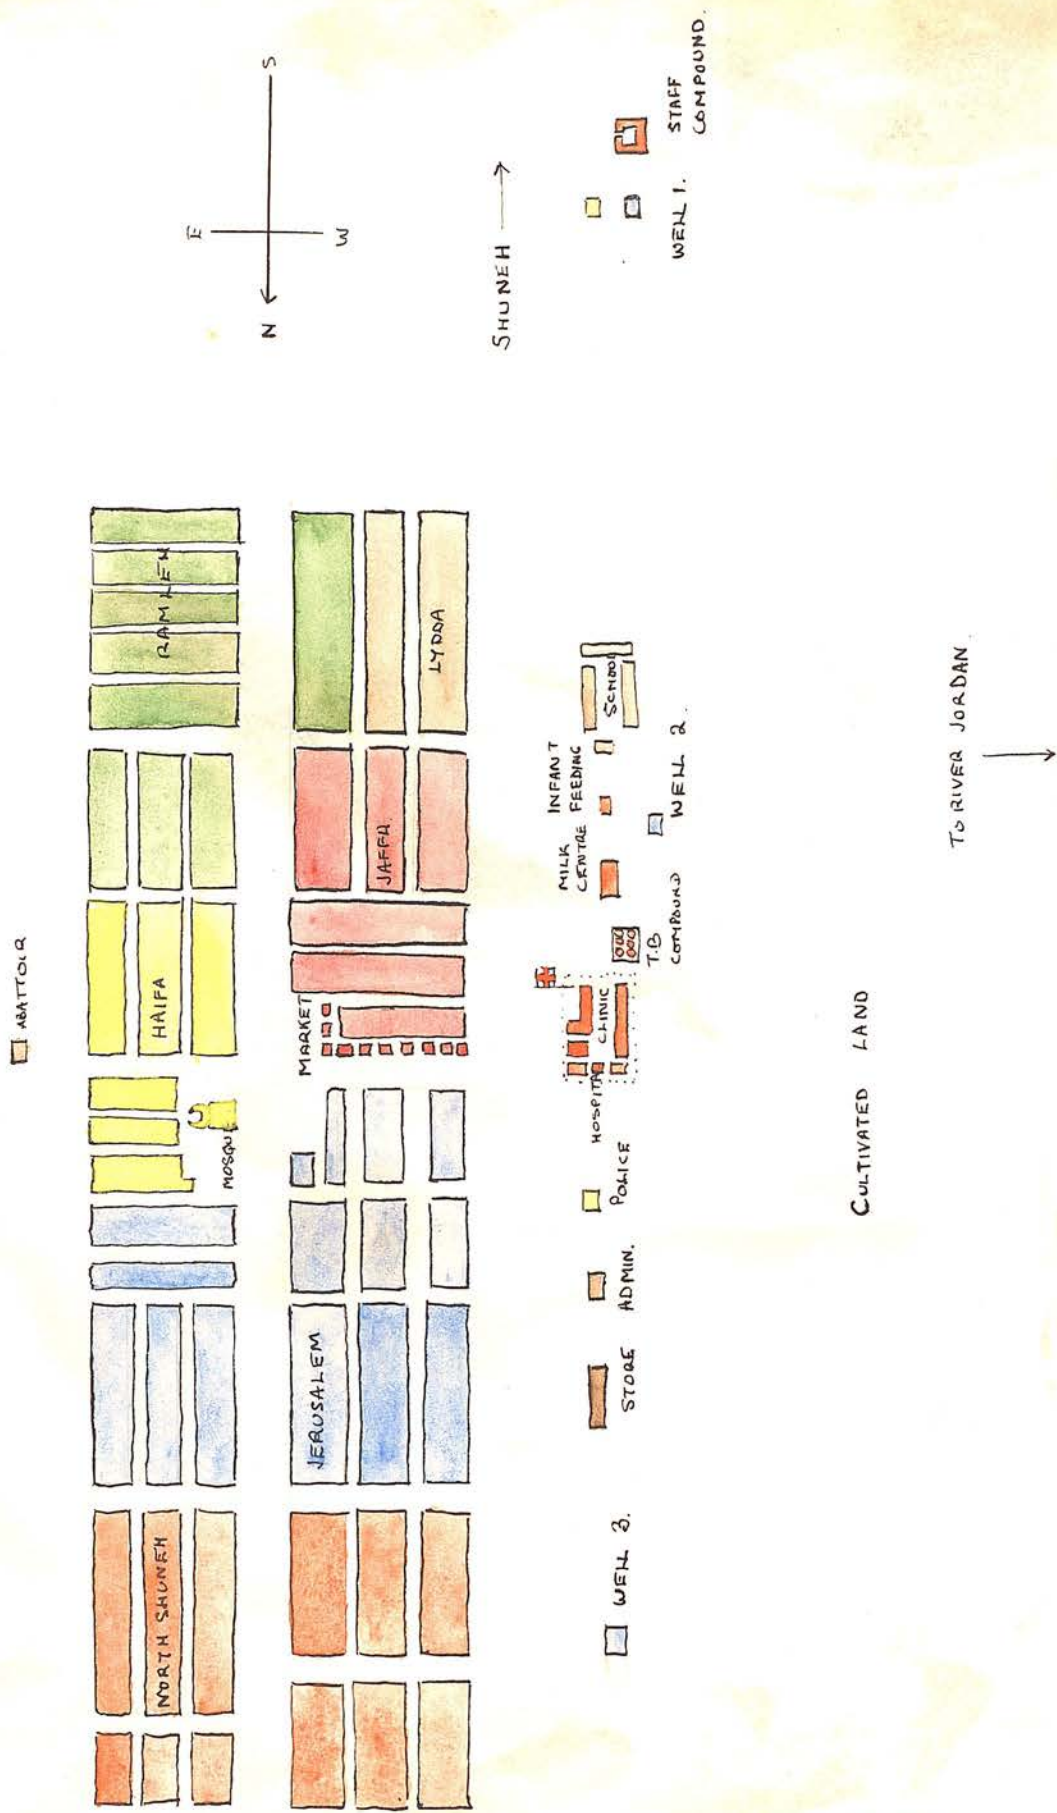 ABATTOIR
N
E
S
W
SHUNEH
STAFF
COMPOUND.
WELL 1.
RAMLEH
HAIFA
MOSQUE
NORTH SHUNEH
LYDDA
JAFFA
MARKET
JERUSALEM
SCHOOL
INFANT
FEEDING
MILK
CENTRE
WELL 2.
T.B
COMPOUND
CLINIC
HOSPITAL
POLICE
ADMIN.
STORE
WELL 3.
CULTIVATED LAND
TO RIVER JORDAN